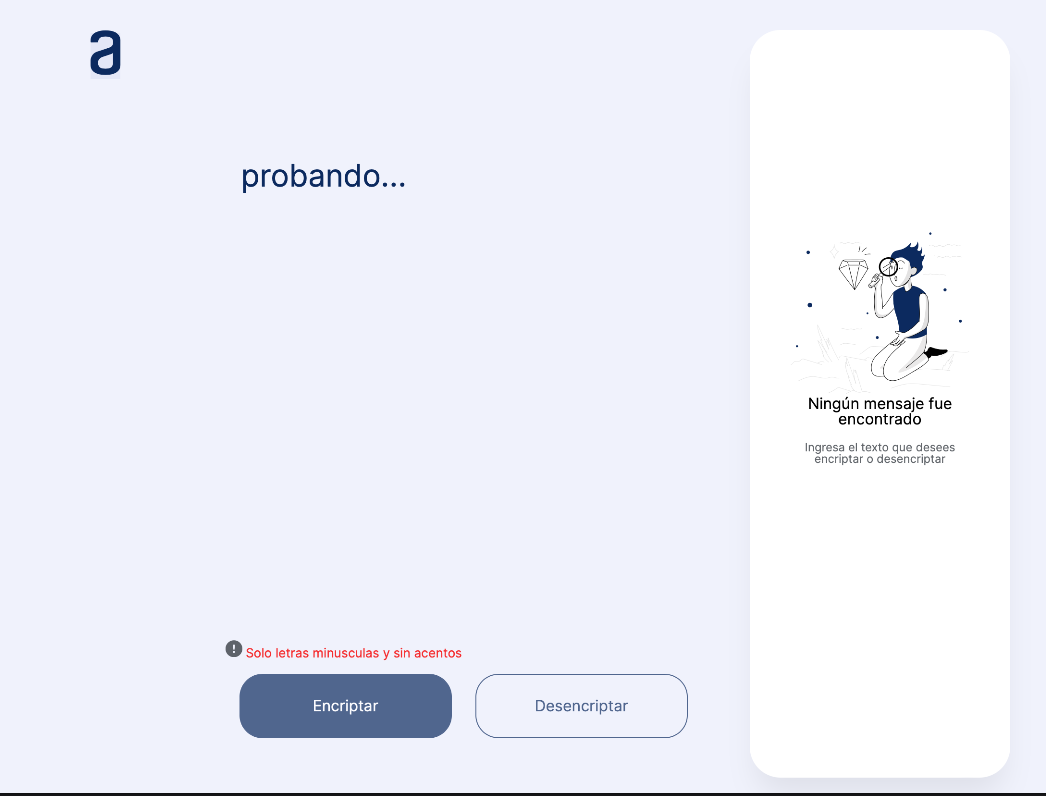 a
probando...
Ningún mensaje fue
encontrado
Ingresa el texto que desees
encriptar o desencriptar
! Solo letras minusculas y sin acentos
Encriptar
Desencriptar